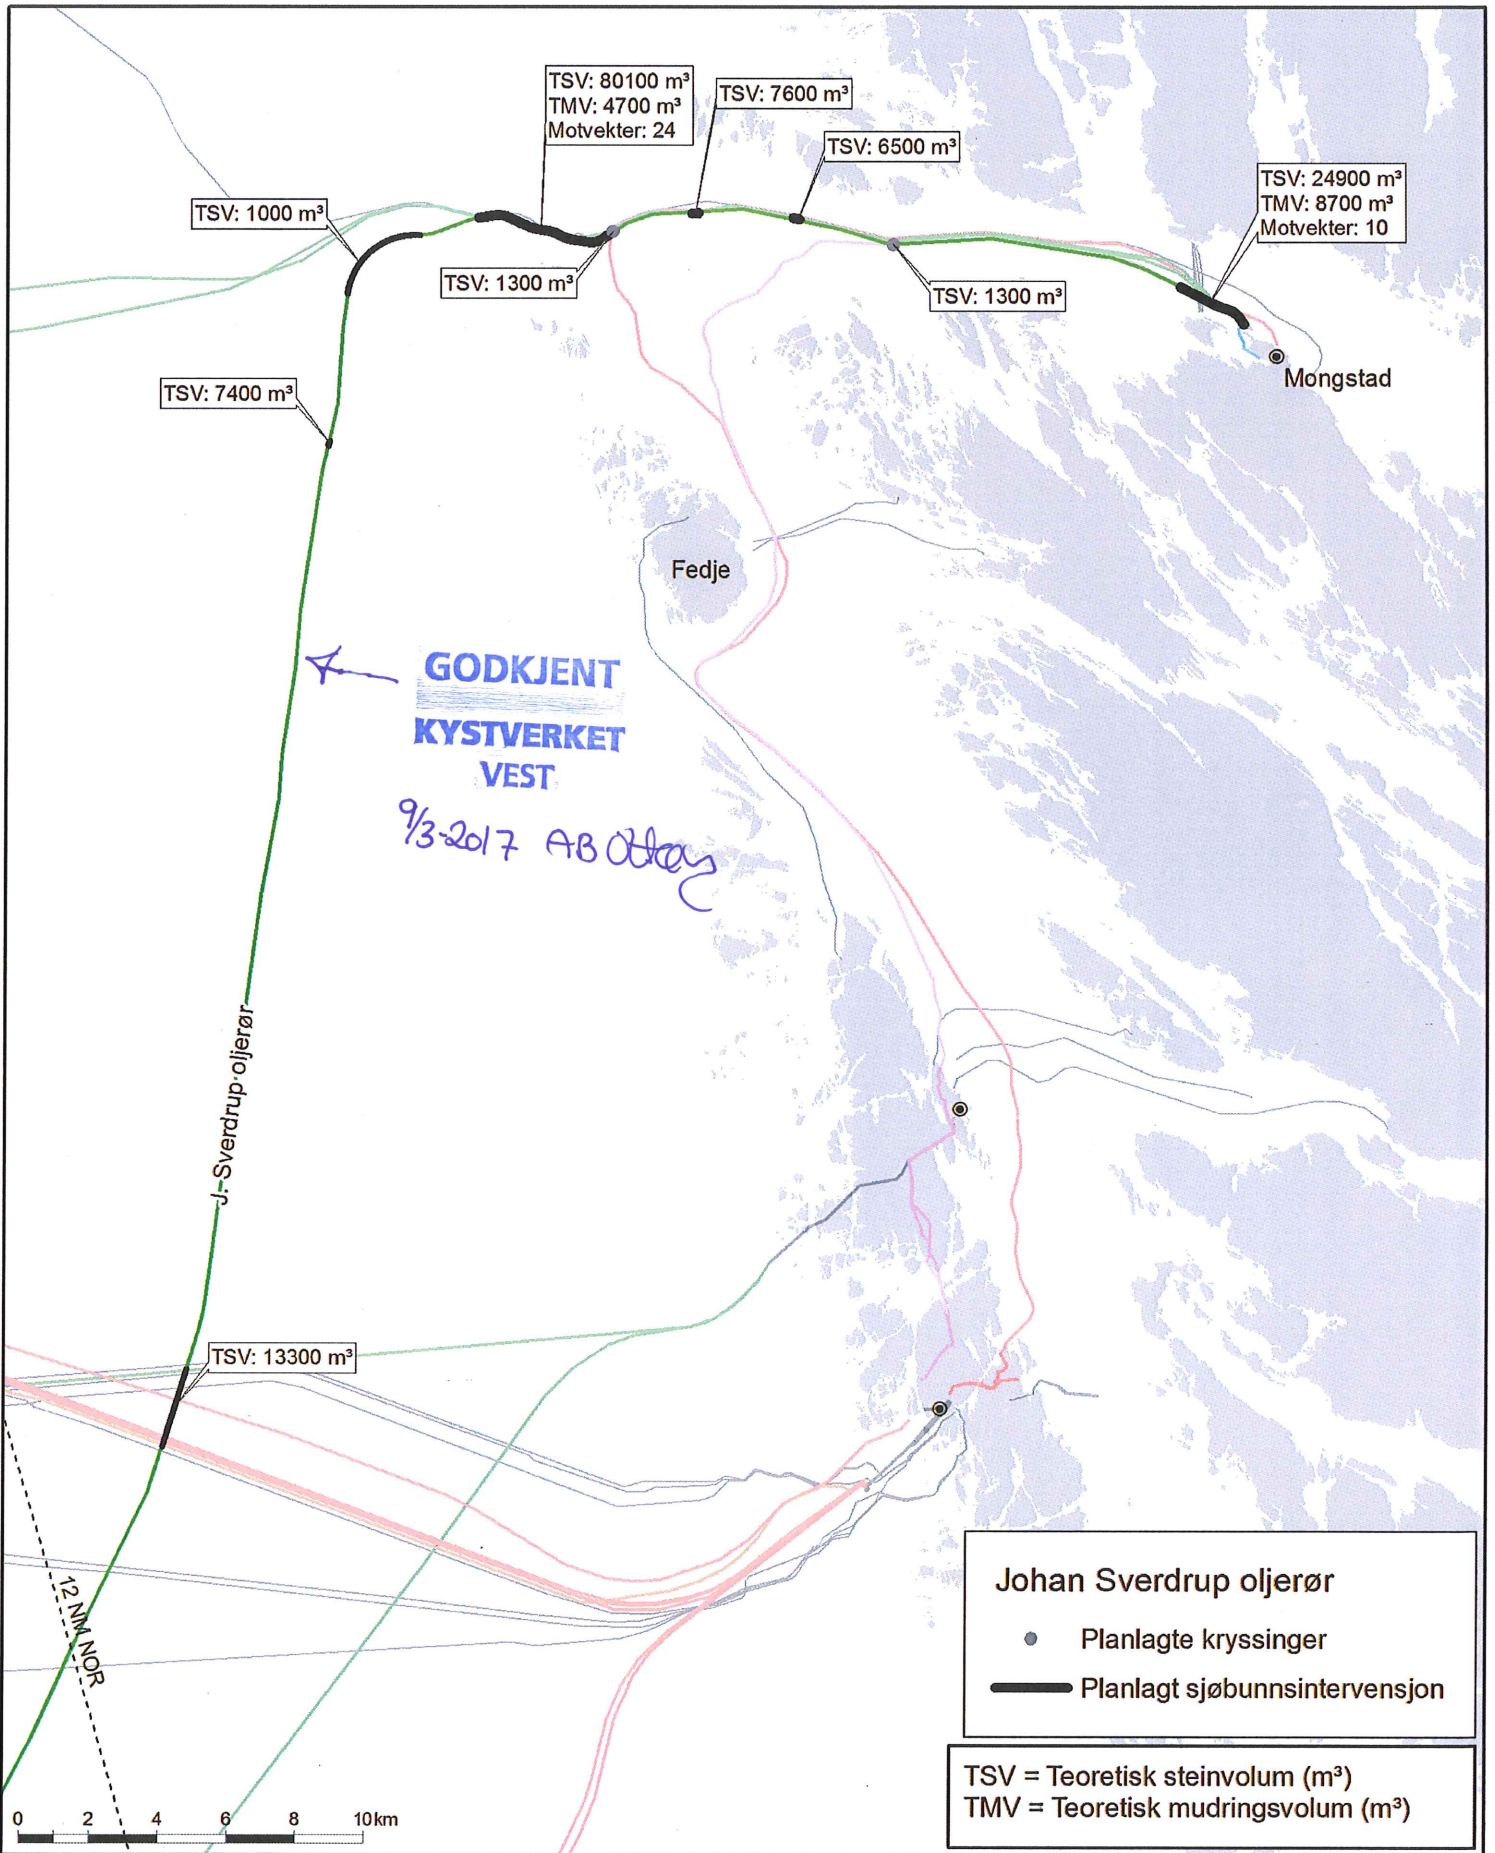 TSV: 80100 m³
TMV: 4700 m³
Motvekter: 24
TSV: 7600 m³
TSV: 6500 m³
TSV: 24900 m³
TMV: 8700 m³
Motvekter: 10
TSV: 1000 m³
TSV: 1300 m³
TSV: 1300 m³
Mongstad
TSV: 7400 m³
Fedje
GODKJENT
KYSTVERKET
VEST
9/3-2017 AB
J. Sverdrup oljerør
TSV: 13300 m³
12 NM NOR
Johan Sverdrup oljerør
Planlagte kryssinger
Planlagt sjøbunnsintervensjon
TSV = Teoretisk steinvolum (m³)
TMV = Teoretisk mudringsvolum (m³)
0 2 4 6 8 10 km